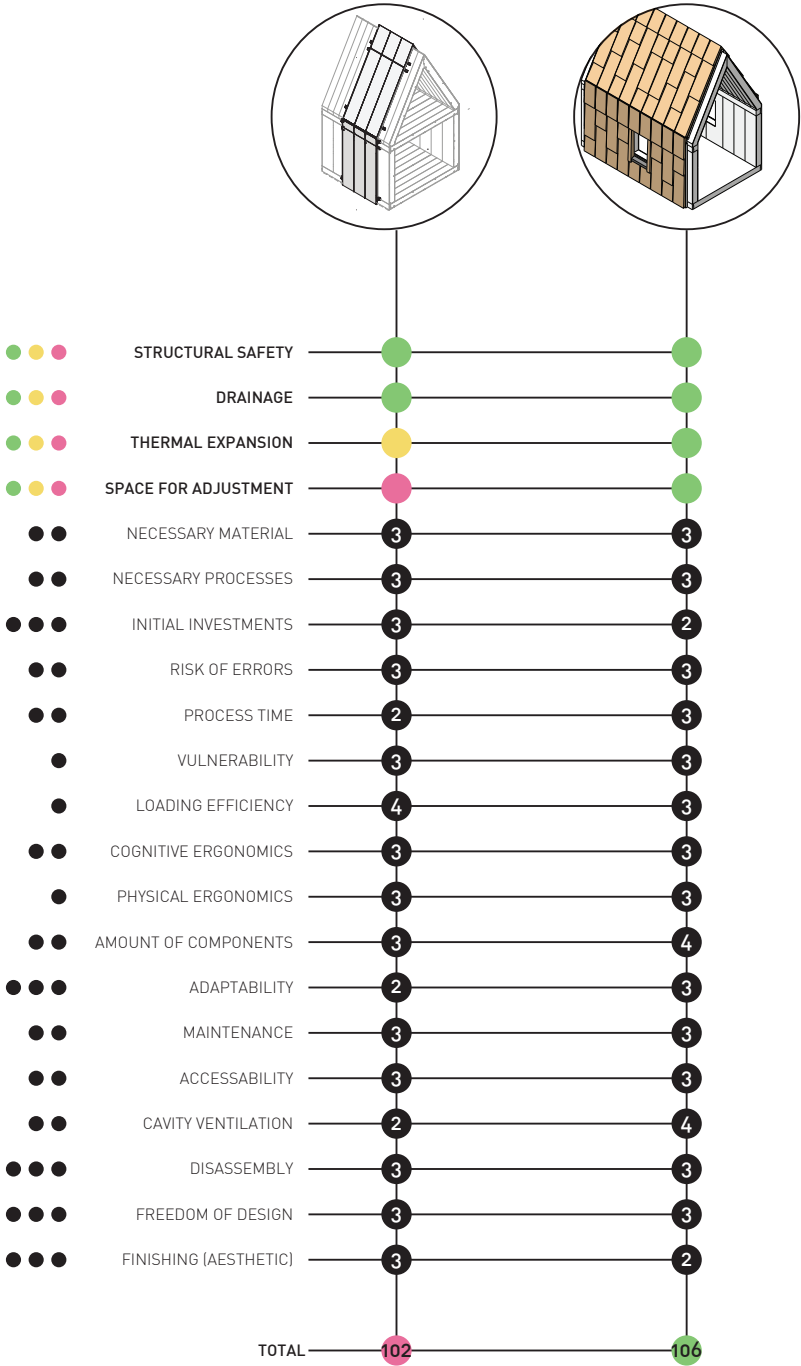 STRUCTURAL SAFETY
DRAINAGE
THERMAL EXPANSION
SPACE FOR ADJUSTMENT
NECESSARY MATERIAL 3 3
NECESSARY PROCESSES 3 3
INITIAL INVESTMENTS 3 2
RISK OF ERRORS 3 3
PROCESS TIME 2 3
VULNERABILITY 3 3
LOADING EFFICIENCY 4 3
COGNITIVE ERGONOMICS 3 3
PHYSICAL ERGONOMICS 3 3
AMOUNT OF COMPONENTS 3 4
ADAPTABILITY 2 3
MAINTENANCE 3 3
ACCESSABILITY 3 3
CAVITY VENTILATION 2 4
DISASSEMBLY 3 3
FREEDOM OF DESIGN 3 3
FINISHING (AESTHETIC) 3 2
TOTAL 102 106